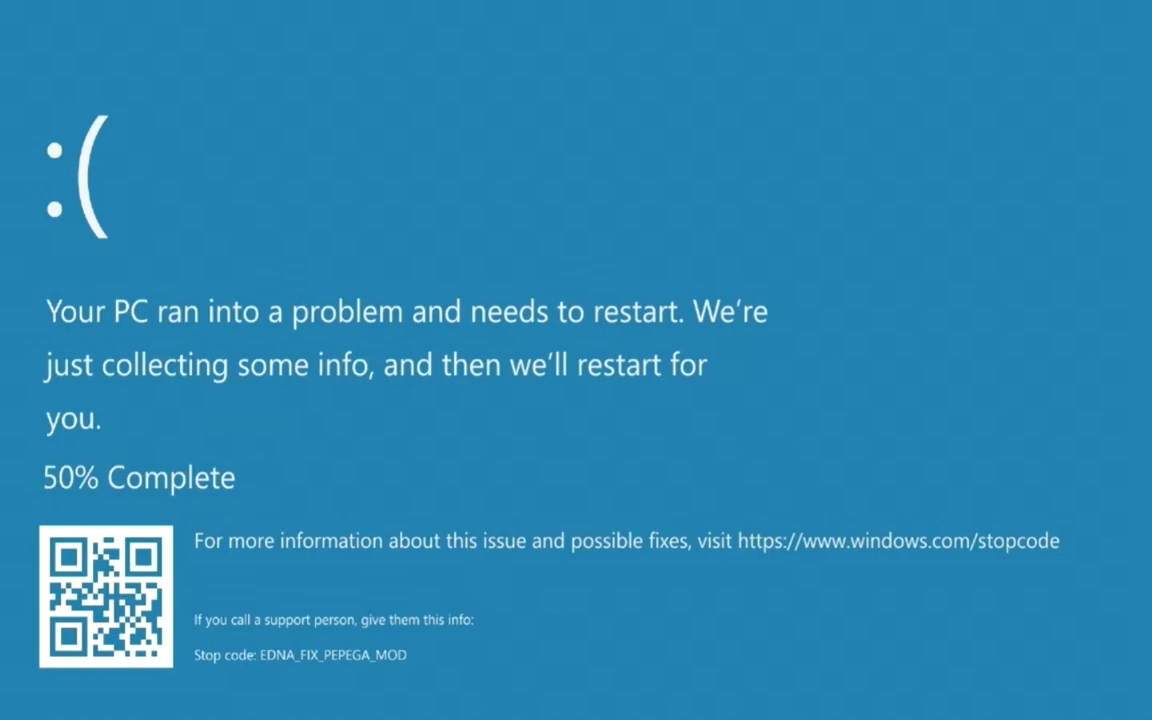 :(
Your PC ran into a problem and needs to restart. We’re
just collecting some info, and then we’ll restart for
you.
50% Complete
For more information about this issue and possible fixes, visit https://www.windows.com/stopcode
If you call a support person, give them this info:
Stop code: EDNA_FIX_PEPEGA_MOD